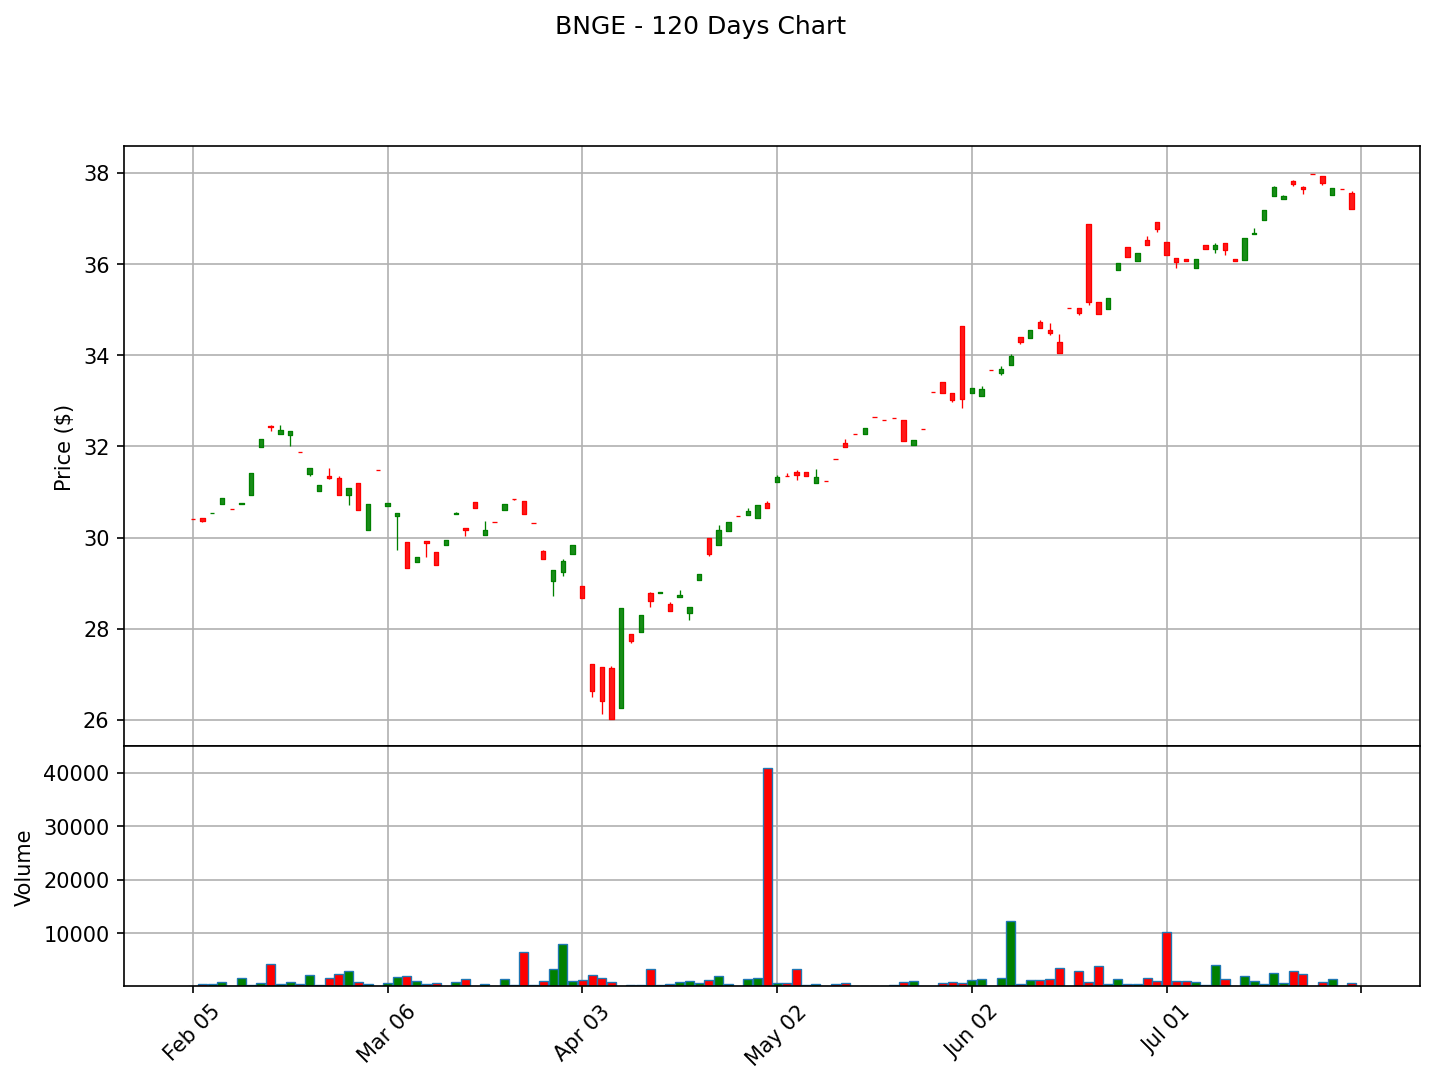 BNGE - 120 Days Chart
38
36
34
32
30
28
26
Price ($)
40000
30000
20000
10000
Volume
Feb 05
Mar 06
Apr 03
May 02
Jun 02
Jul 01